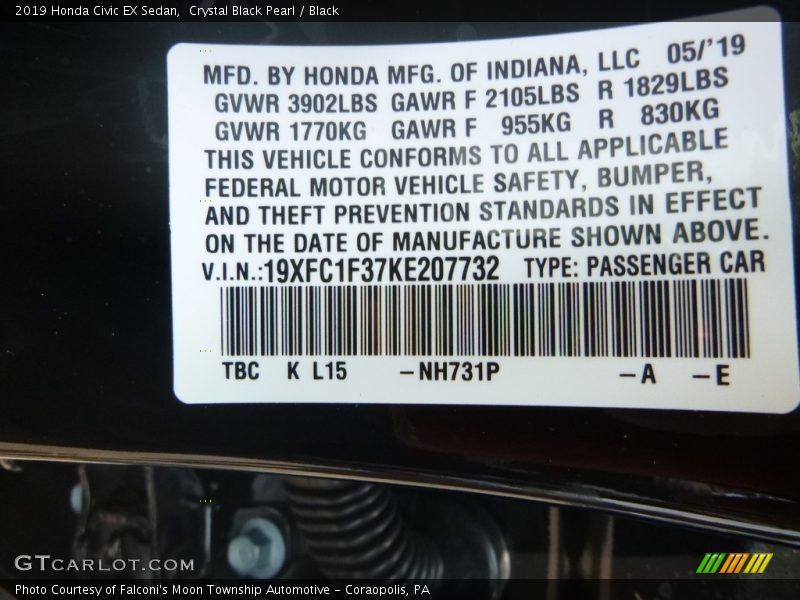 2019 Honda Civic EX Sedan,  Crystal Black Pearl / Black
MFD. BY HONDA MFG. OF INDIANA, LLC 05/'19
GVWR 3902LBS GAWR F 2105LBS R 1829LBS
GVWR 1770KG GAWR F 955KG R 830KG
THIS VEHICLE CONFORMS TO ALL APPLICABLE
FEDERAL MOTOR VEHICLE SAFETY, BUMPER,
AND THEFT PREVENTION STANDARDS IN EFFECT
ON THE DATE OF MANUFACTURE SHOWN ABOVE.
V.I.N.:19XFC1F37KE207732 TYPE: PASSENGER CAR
TBC K L15 –NH731P –A –E
GTCARLOT.COM
Photo Courtesy of Falconi's Moon Township Automotive – Coraopolis, PA